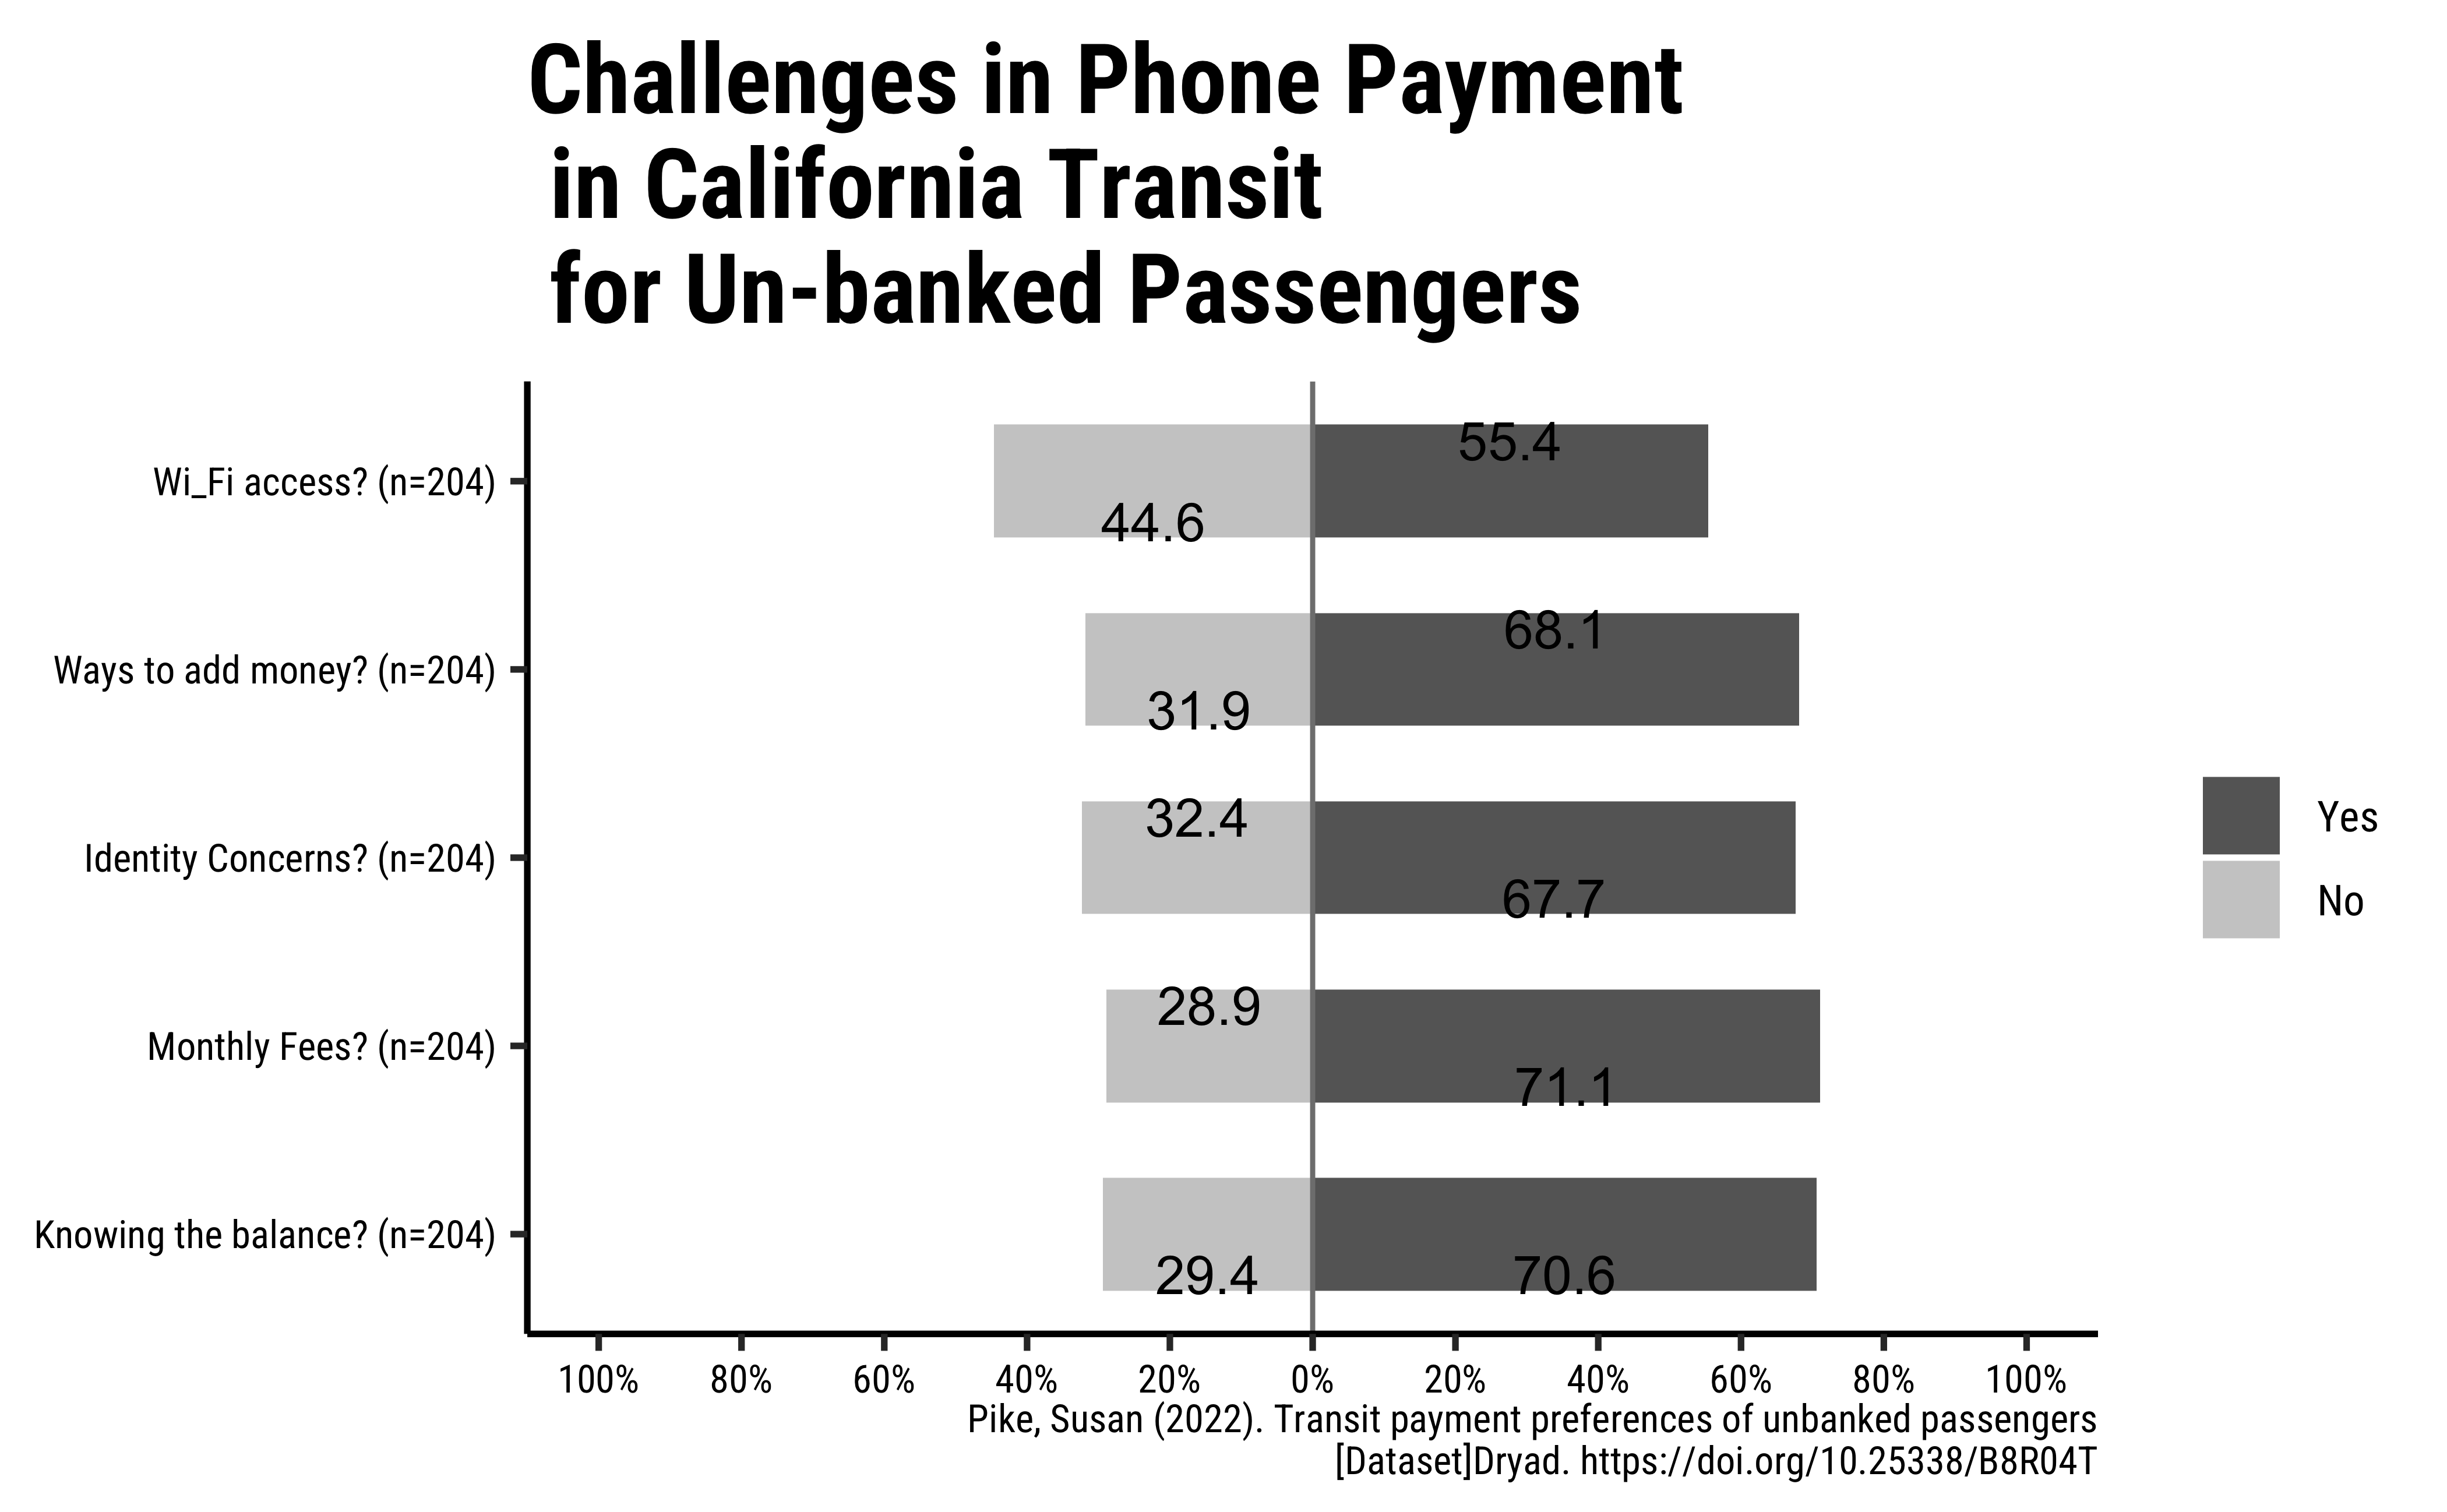 Challenges in Phone Payment
in California Transit
for Un-banked Passengers
Wi_Fi access? (n=204)
44.6
55.4
Ways to add money? (n=204)
31.9
68.1
Identity Concerns? (n=204)
32.4
67.7
Monthly Fees? (n=204)
28.9
71.1
Knowing the balance? (n=204)
29.4
70.6
100% 80% 60% 40% 20% 0% 20% 40% 60% 80% 100%
Yes
No
Pike, Susan (2022). Transit payment preferences of unbanked passengers
[Dataset]Dryad. https://doi.org/10.25338/B8R04T